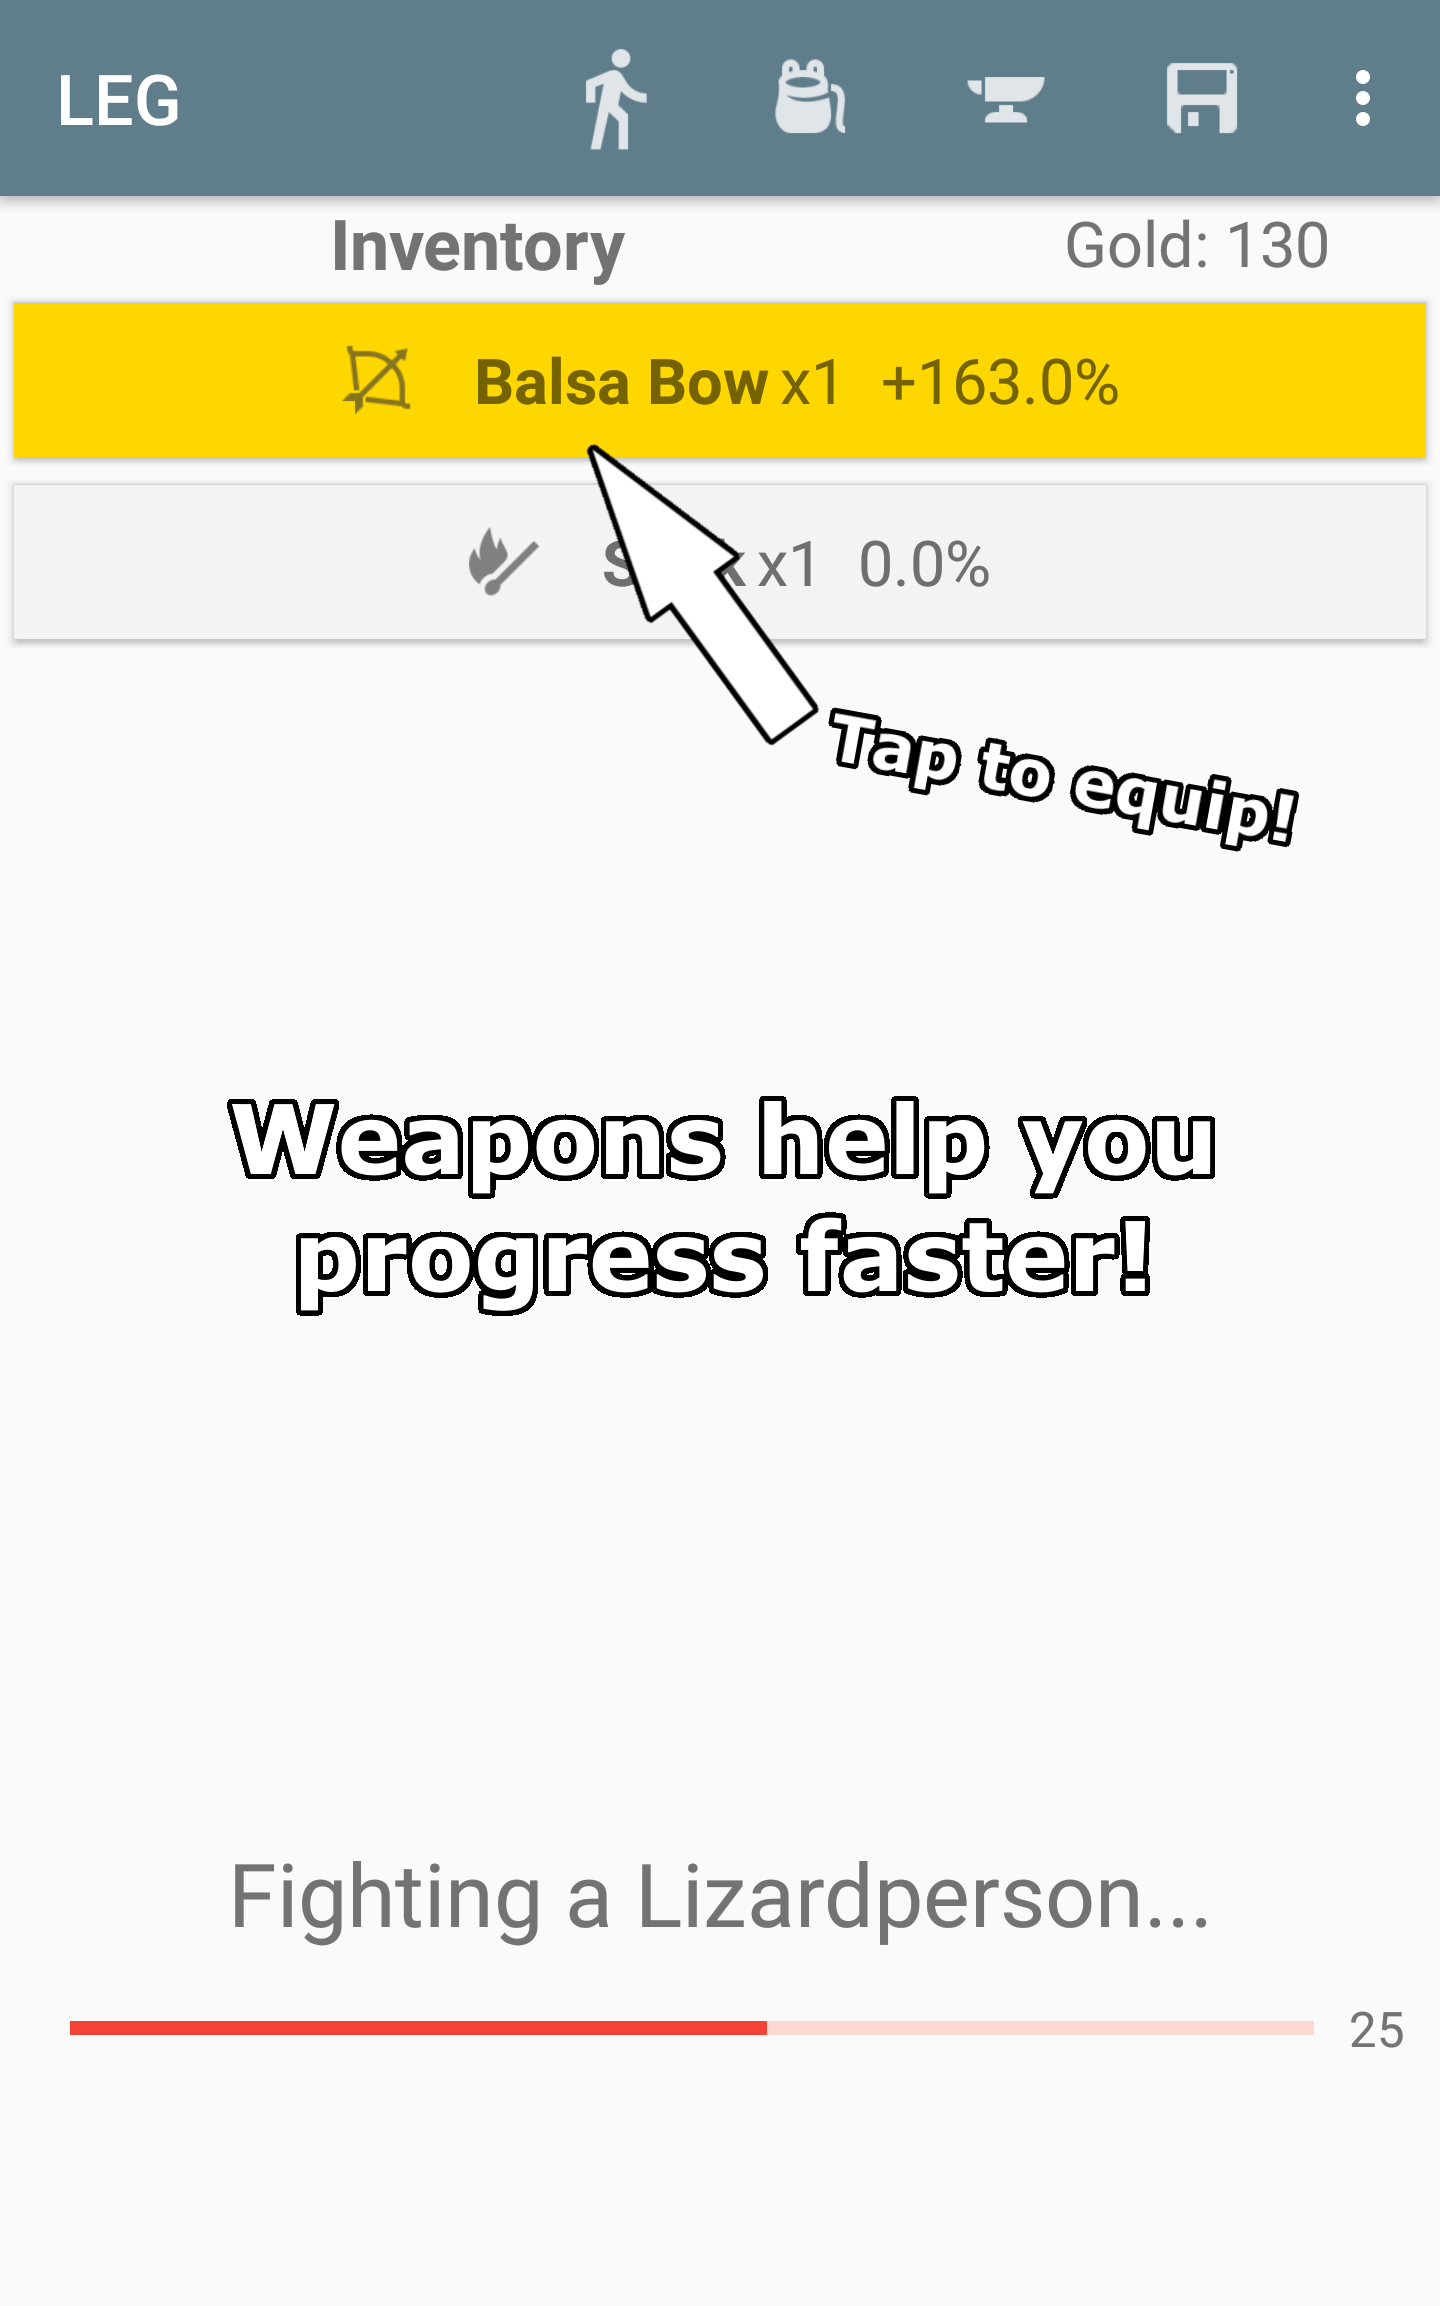 LEG
Inventory Gold: 130
Balsa Bow x1 +163.0%
x1 0.0%
Tap to equip!
Weapons help you
progress faster!
Fighting a Lizardperson...
25